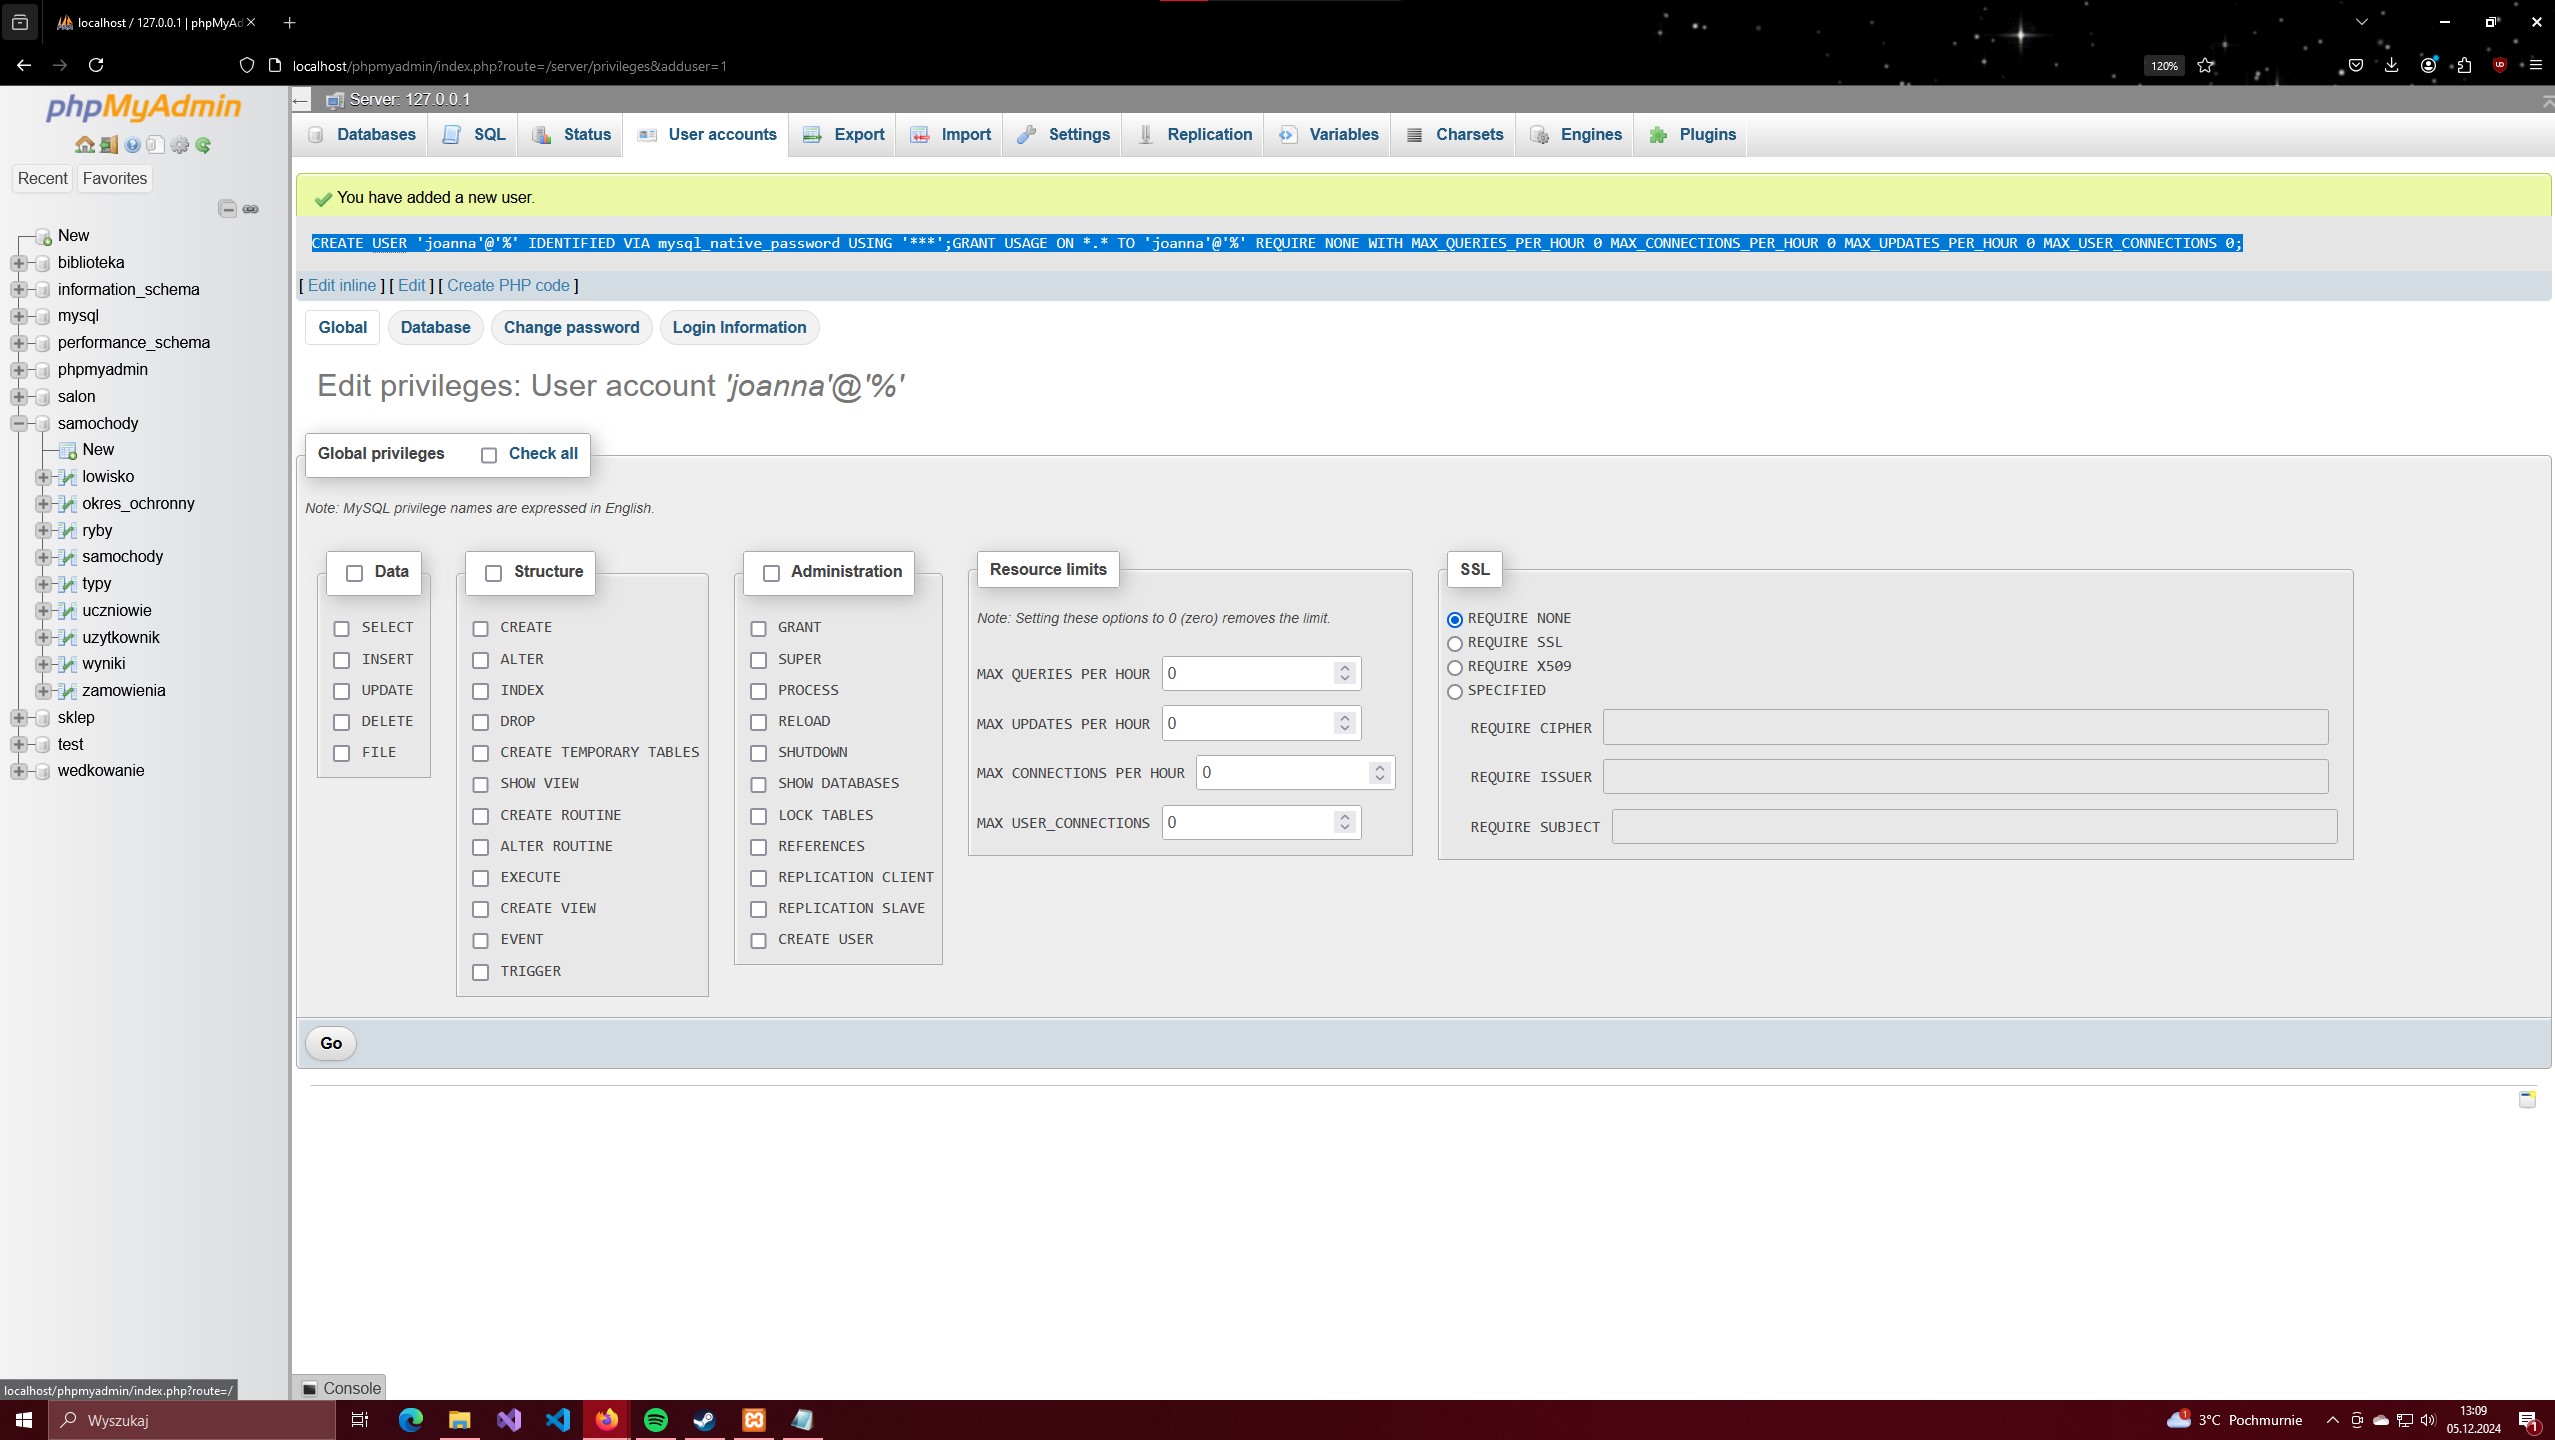 localhost / 127.0.0.1 | phpMyAd
localhost/phpmyadmin/index.php?route=/server/privileges&adduser=1
120%
phpMyAdmin
Recent
Favorites
New
biblioteka
information_schema
mysql
performance_schema
phpmyadmin
salon
samochody
New
lowisko
okres_ochronny
ryby
samochody
typy
uczniowie
uzytkownik
wyniki
zamowienia
sklep
test
wedkowanie
localhost/phpmyadmin/index.php?route=/
Server: 127.0.0.1
Databases SQL Status User accounts Export Import Settings Replication Variables Charsets Engines Plugins
You have added a new user.
CREATE USER 'joanna'@'%' IDENTIFIED VIA mysql_native_password USING '***';GRANT USAGE ON *.* TO 'joanna'@'%' REQUIRE NONE WITH MAX_QUERIES_PER_HOUR 0 MAX_CONNECTIONS_PER_HOUR 0 MAX_UPDATES_PER_HOUR 0 MAX_USER_CONNECTIONS 0;
[ Edit inline ] [ Edit ] [ Create PHP code ]
Global Database Change password Login Information
Edit privileges: User account 'joanna'@'%'
Global privileges Check all
Note: MySQL privilege names are expressed in English.
Data
SELECT
INSERT
UPDATE
DELETE
FILE
Structure
CREATE
ALTER
INDEX
DROP
CREATE TEMPORARY TABLES
SHOW VIEW
CREATE ROUTINE
ALTER ROUTINE
EXECUTE
CREATE VIEW
EVENT
TRIGGER
Administration
GRANT
SUPER
PROCESS
RELOAD
SHUTDOWN
SHOW DATABASES
LOCK TABLES
REFERENCES
REPLICATION CLIENT
REPLICATION SLAVE
CREATE USER
Resource limits
Note: Setting these options to 0 (zero) removes the limit.
MAX QUERIES PER HOUR 0
MAX UPDATES PER HOUR 0
MAX CONNECTIONS PER HOUR 0
MAX USER_CONNECTIONS 0
SSL
REQUIRE NONE
REQUIRE SSL
REQUIRE X509
SPECIFIED
REQUIRE CIPHER
REQUIRE ISSUER
REQUIRE SUBJECT
Go
Console
Wyszukaj
1
3°C Pochmurnie
13:09
05.12.2024
1